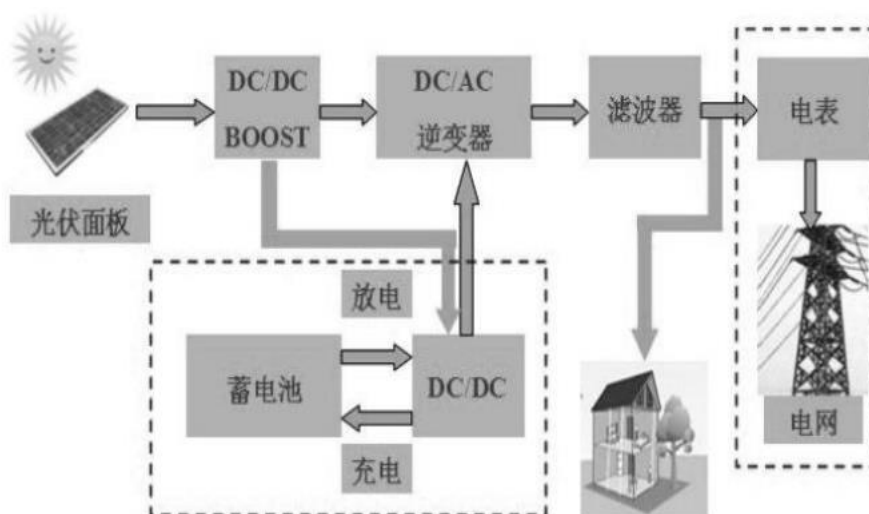 DC/DC
BOOST
DC/AC
逆变器
滤波器
电表
光伏面板
放电
蓄电池
DC/DC
充电
电网